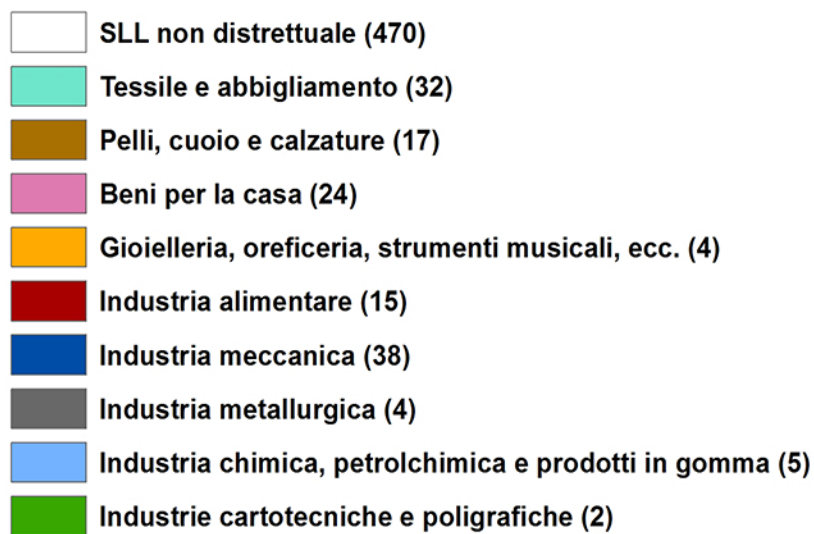 SLL non distrettuale (470)
Tessile e abbigliamento (32)
Pelli, cuoio e calzature (17)
Beni per la casa (24)
Gioielleria, oreficeria, strumenti musicali, ecc. (4)
Industria alimentare (15)
Industria meccanica (38)
Industria metallurgica (4)
Industria chimica, petrolchimica e prodotti in gomma (5)
Industrie cartotecniche e poligrafiche (2)